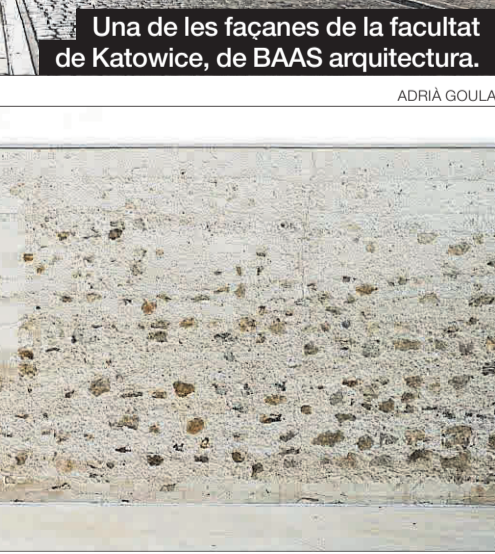 Una de les façanes de la facultat
de Katowice, de BAAS arquitectura.
ADRIÀ GOULA